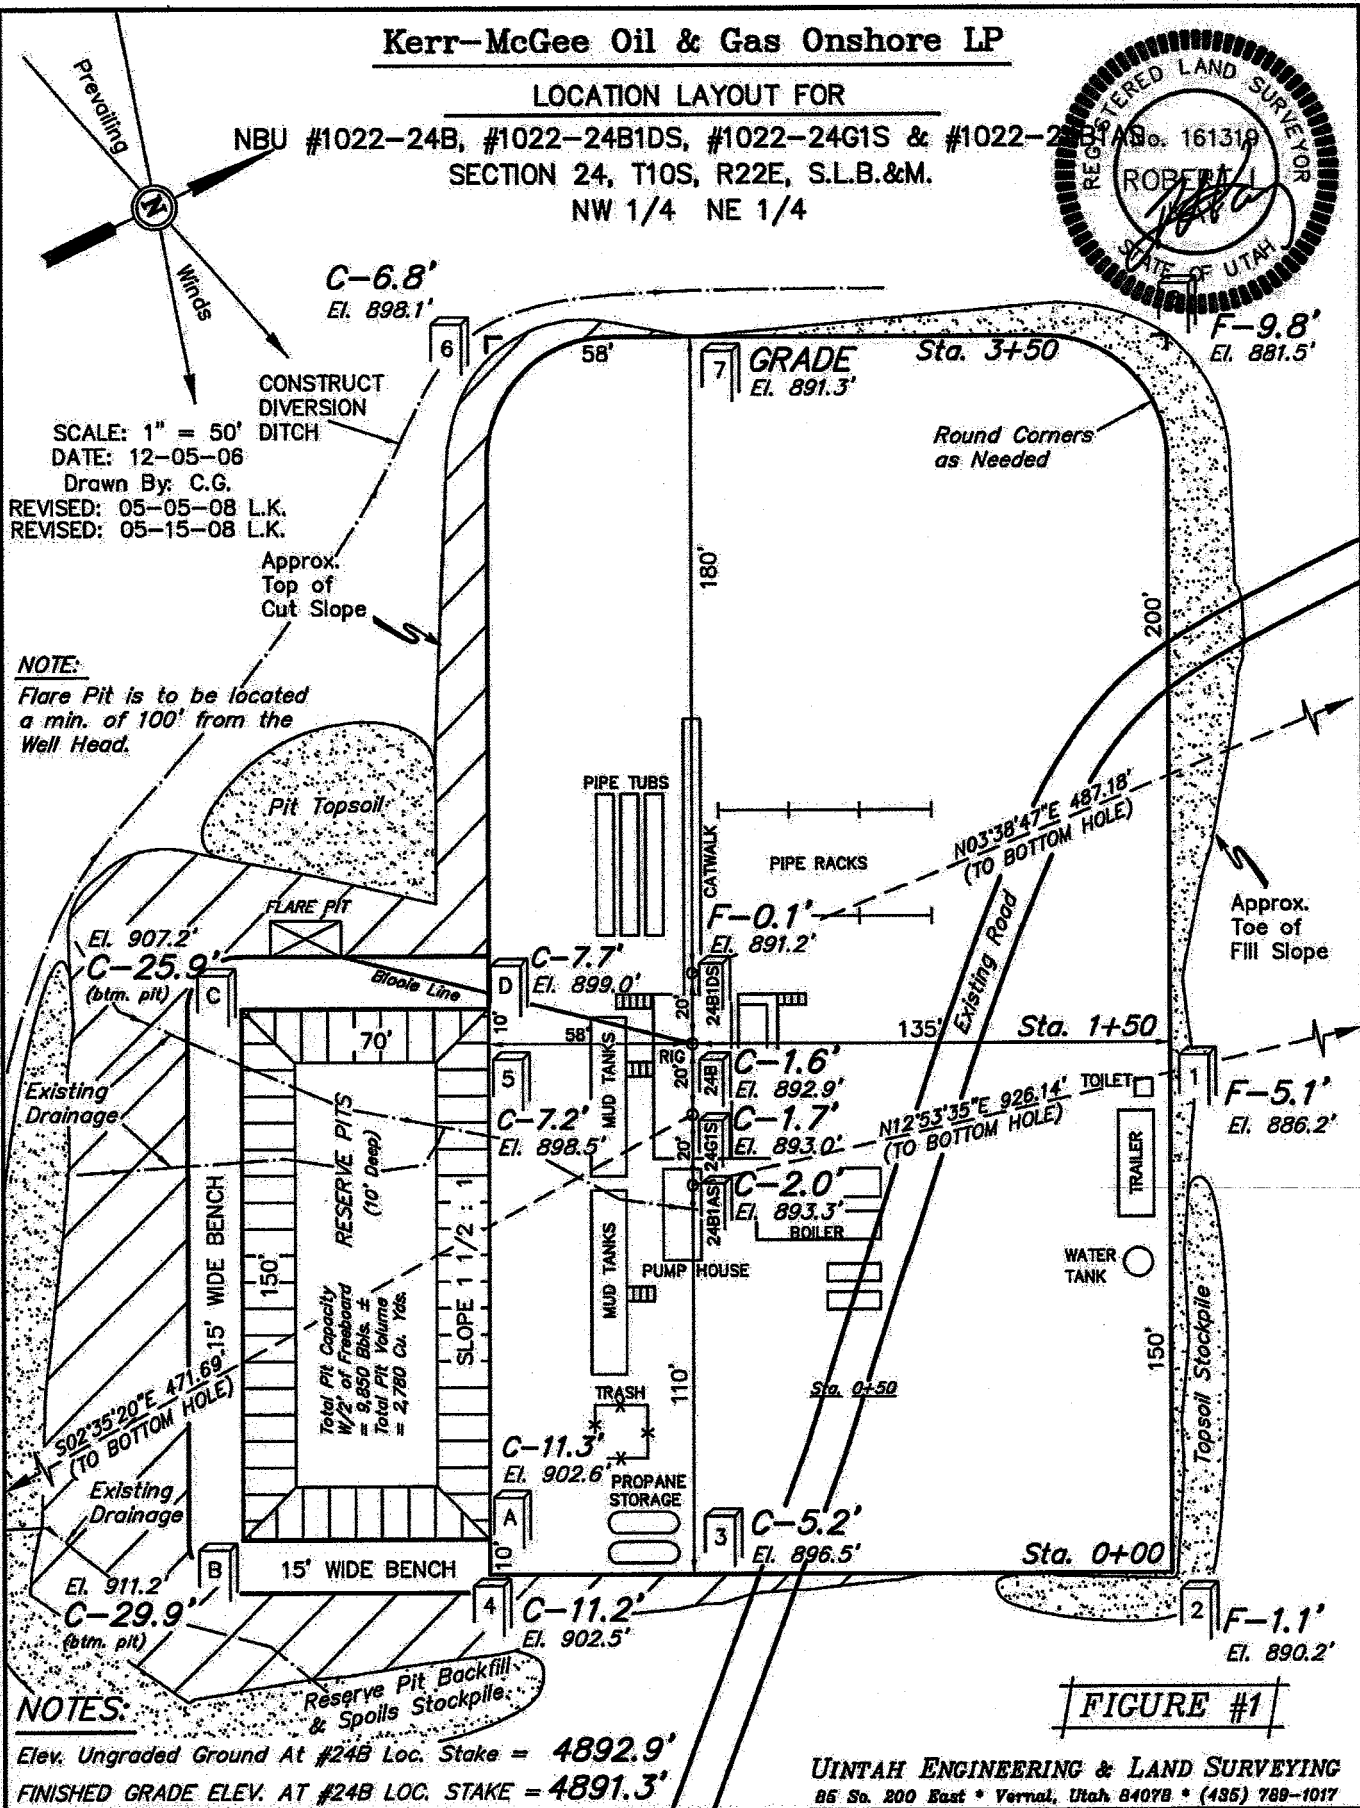 Kerr-McGee Oil & Gas Onshore LP
LOCATION LAYOUT FOR
NBU #1022-24B, #1022-24B1DS, #1022-24G1S & #1022-24B1AS
SECTION 24, T10S, R22E, S.L.B.&M.
NW 1/4 NE 1/4
REGISTERED LAND SURVEYOR
No. 161319
ROBERT L.
STATE OF UTAH
Prevailing
N
Winds
C-6.8'
El. 898.1'
6
58'
7
GRADE
El. 891.3'
Sta. 3+50
F-9.8'
El. 881.5'
CONSTRUCT
DIVERSION
DITCH
SCALE: 1" = 50'
DATE: 12-05-06
Drawn By: C.G.
REVISED: 05-05-08 L.K.
REVISED: 05-15-08 L.K.
Round Corners
as Needed
Approx.
Top of
Cut Slope
180'
200'
NOTE:
Flare Pit is to be located
a min. of 100' from the
Well Head.
Pit Topsoil
PIPE TUBS
CATWALK
PIPE RACKS
N03°38'47"E 487.18'
(TO BOTTOM HOLE)
Existing Road
Approx.
Toe of
Fill Slope
FLARE PIT
El. 907.2'
C-25.9'
(btm. pit)
C
Blooie Line
D
C-7.7'
El. 899.0'
F-0.1'
El. 891.2'
24B1DS
20'
10'
58'
70'
135'
Sta. 1+50
5
C-7.2'
El. 898.5'
MUD TANKS
RIG
20'
24B
C-1.6'
El. 892.9'
C-1.7'
El. 893.0'
24G1S
20'
N12°53'35"E 926.14'
(TO BOTTOM HOLE)
TOILET
1
F-5.1'
El. 886.2'
TRAILER
Existing
Drainage
RESERVE PITS
(10' Deep)
SLOPE 1 1/2 : 1
15' WIDE BENCH
150'
Total Pit Capacity
W/2' of Freeboard
= 9,850 Bbls. ±
Total Pit Volume
= 2,780 Cu. Yds.
C-2.0'
El. 893.3'
24B1AS
BOILER
PUMP HOUSE
MUD TANKS
WATER
TANK
150'
Topsoil Stockpile
S02°35'20"E 471.69'
(TO BOTTOM HOLE)
TRASH
110'
Sta. 0+50
C-11.3'
El. 902.6'
PROPANE
STORAGE
Existing
Drainage
A
10'
3
C-5.2'
El. 896.5'
Sta. 0+00
B
15' WIDE BENCH
El. 911.2'
C-29.9'
(btm. pit)
4
C-11.2'
El. 902.5'
2
F-1.1'
El. 890.2'
Reserve Pit Backfill
& Spoils Stockpile
FIGURE #1
NOTES:
Elev. Ungraded Ground At #24B Loc. Stake = 4892.9'
FINISHED GRADE ELEV. AT #24B LOC. STAKE = 4891.3'
UINTAH ENGINEERING & LAND SURVEYING
85 So. 200 East * Vernal, Utah 84078 * (435) 789-1017